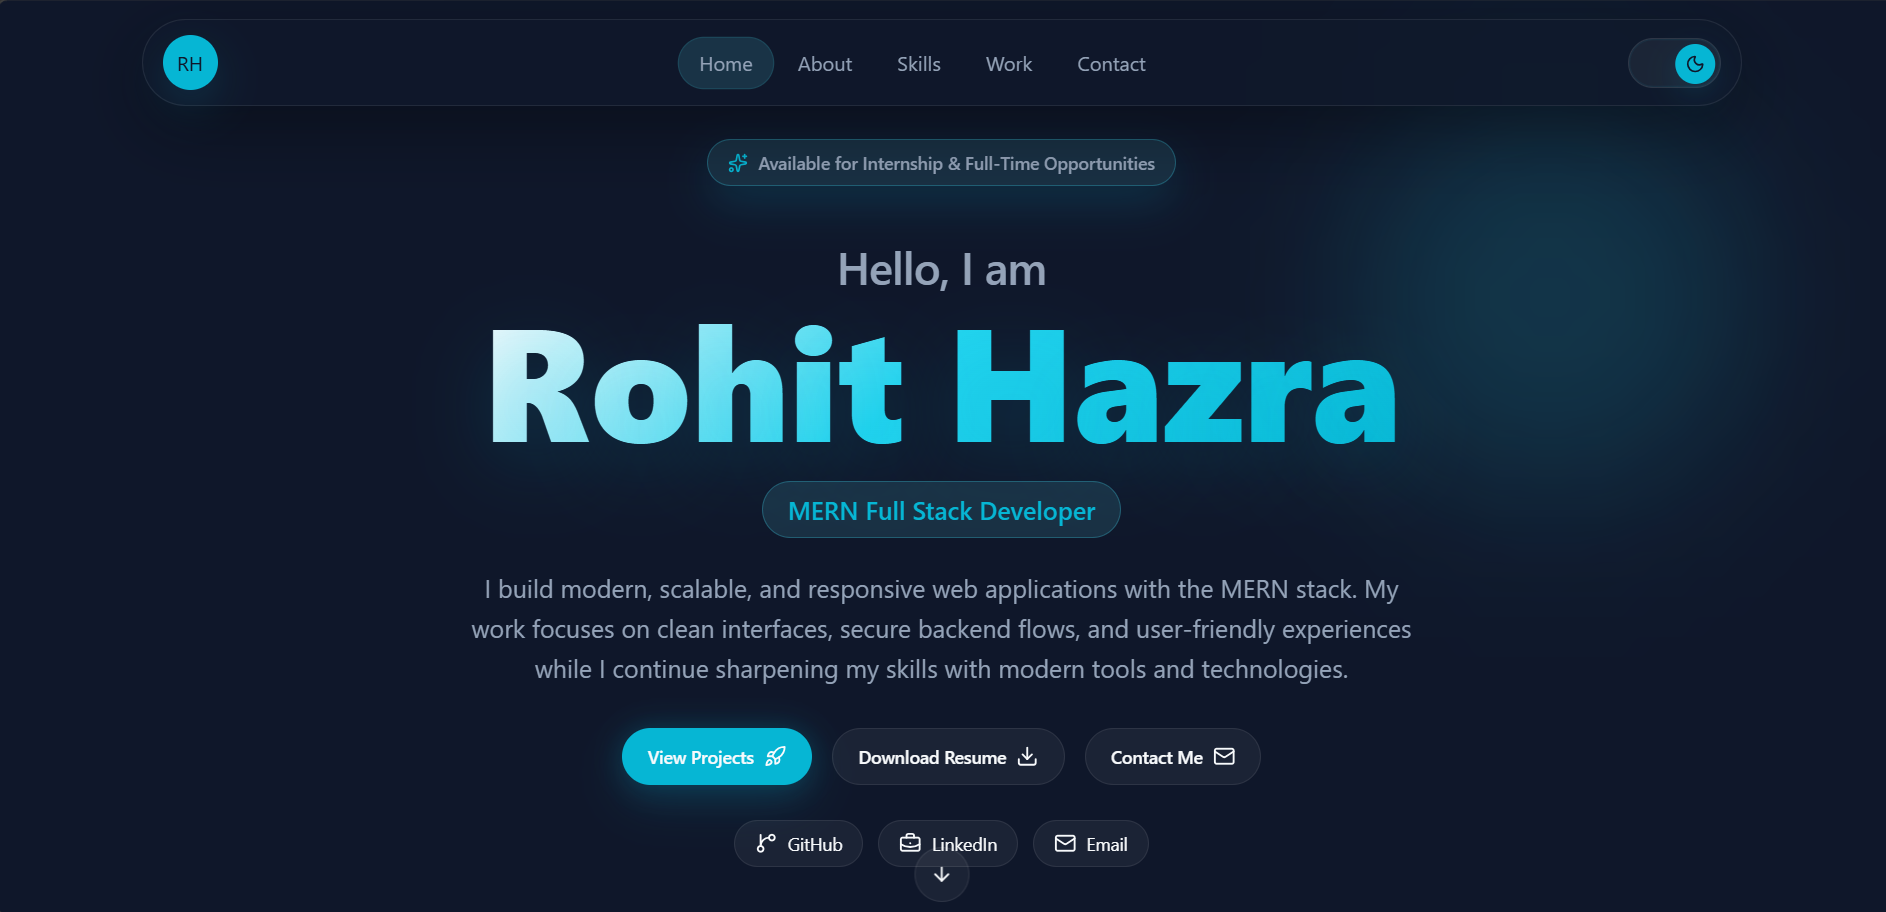 RH
Home
About
Skills
Work
Contact
Available for Internship & Full-Time Opportunities
Hello, I am
Rohit Hazra
MERN Full Stack Developer
I build modern, scalable, and responsive web applications with the MERN stack. My
work focuses on clean interfaces, secure backend flows, and user-friendly experiences
while I continue sharpening my skills with modern tools and technologies.
View Projects
Download Resume
Contact Me
GitHub
LinkedIn
Email